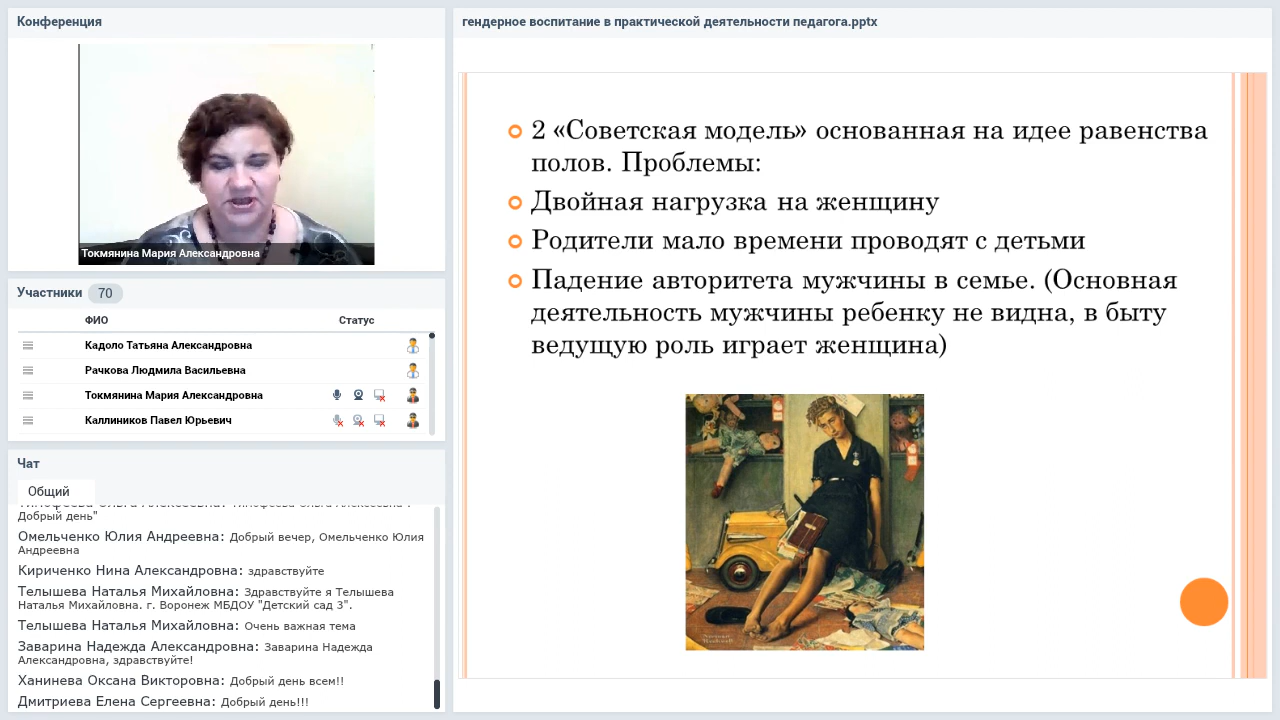 Конференция
Токмянина Мария Александровна
Участники 70
ФИО Статус
Кадоло Татьяна Александровна
Рачкова Людмила Васильевна
Токмянина Мария Александровна
Каллиников Павел Юрьевич
Чат
Общий
Добрый день"
Омельченко Юлия Андреевна: Добрый вечер, Омельченко Юлия
Андреевна
Кириченко Нина Александровна: здравствуйте
Телышева Наталья Михайловна: Здравствуйте я Телышева
Наталья Михайловна. г. Воронеж МБДОУ "Детский сад 3".
Телышева Наталья Михайловна: Очень важная тема
Заварина Надежда Александровна: Заварина Надежда
Александровна, здравствуйте!
Ханинева Оксана Викторовна: Добрый день всем!!
Дмитриева Елена Сергеевна: Добрый день!!!
гендерное воспитание в практической деятельности педагога.pptx
2 «Советская модель» основанная на идее равенства
полов. Проблемы:
Двойная нагрузка на женщину
Родители мало времени проводят с детьми
Падение авторитета мужчины в семье. (Основная
деятельность мужчины ребенку не видна, в быту
ведущую роль играет женщина)